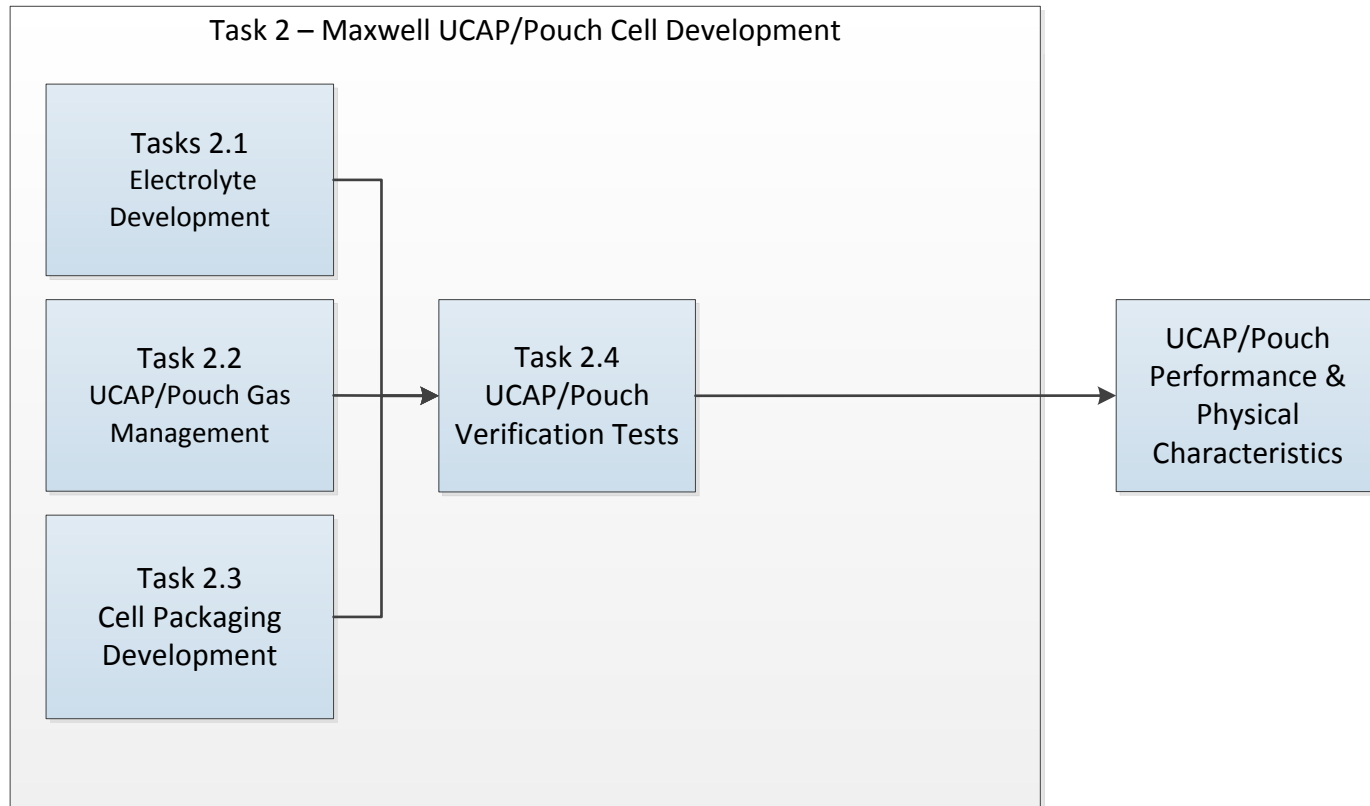 Task 2 – Maxwell UCAP/Pouch Cell Development
Tasks 2.1
Electrolyte
Development
Task 2.2
UCAP/Pouch Gas
Management
Task 2.3
Cell Packaging
Development
Task 2.4
UCAP/Pouch
Verification Tests
UCAP/Pouch
Performance &
Physical
Characteristics